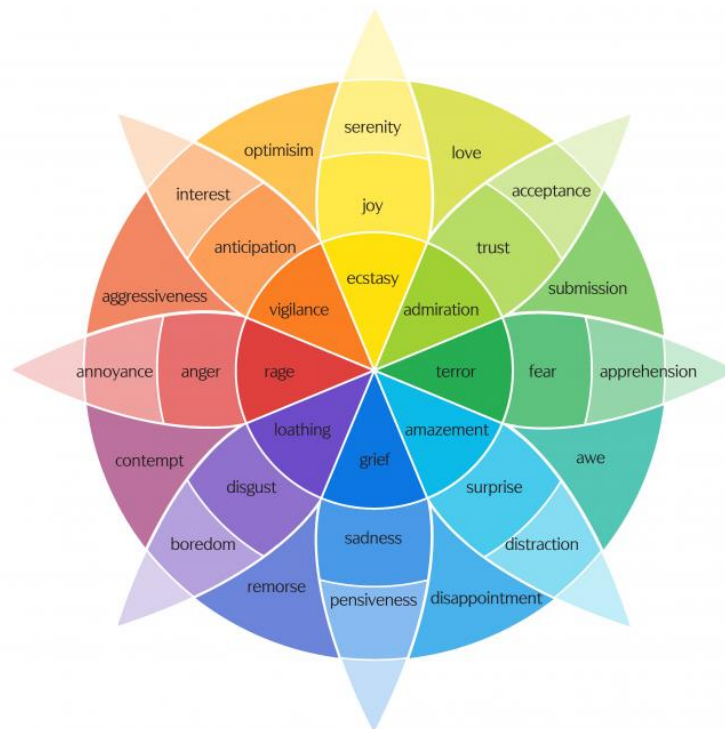 serenity
optimisim
love
interest
acceptance
joy
anticipation
trust
ecstasy
aggressiveness
submission
vigilance
admiration
annoyance
anger
rage
terror
fear
apprehension
loathing
amazement
contempt
grief
awe
disgust
surprise
boredom
sadness
distraction
remorse
pensiveness
disappointment